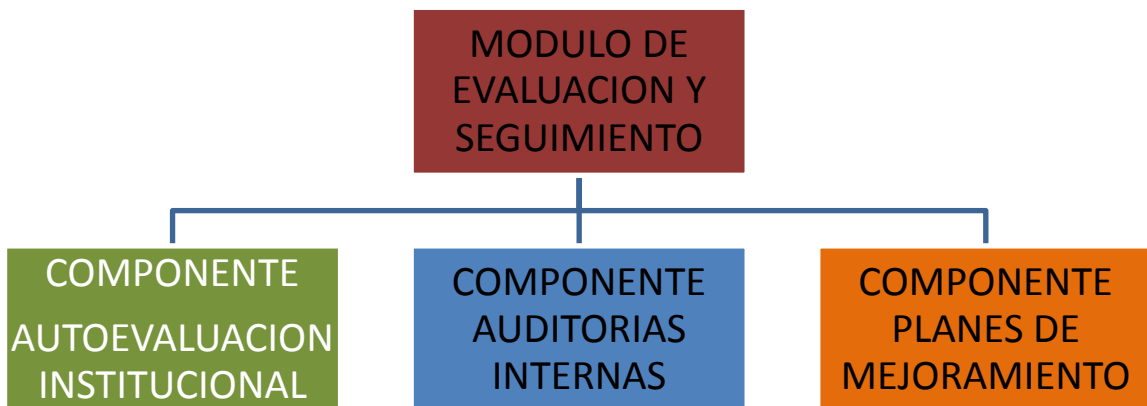 MODULO DE
EVALUACION Y
SEGUIMIENTO
COMPONENTE
AUTOEVALUACION
INSTITUCIONAL
COMPONENTE
AUDITORIAS
INTERNAS
COMPONENTE
PLANES DE
MEJORAMIENTO